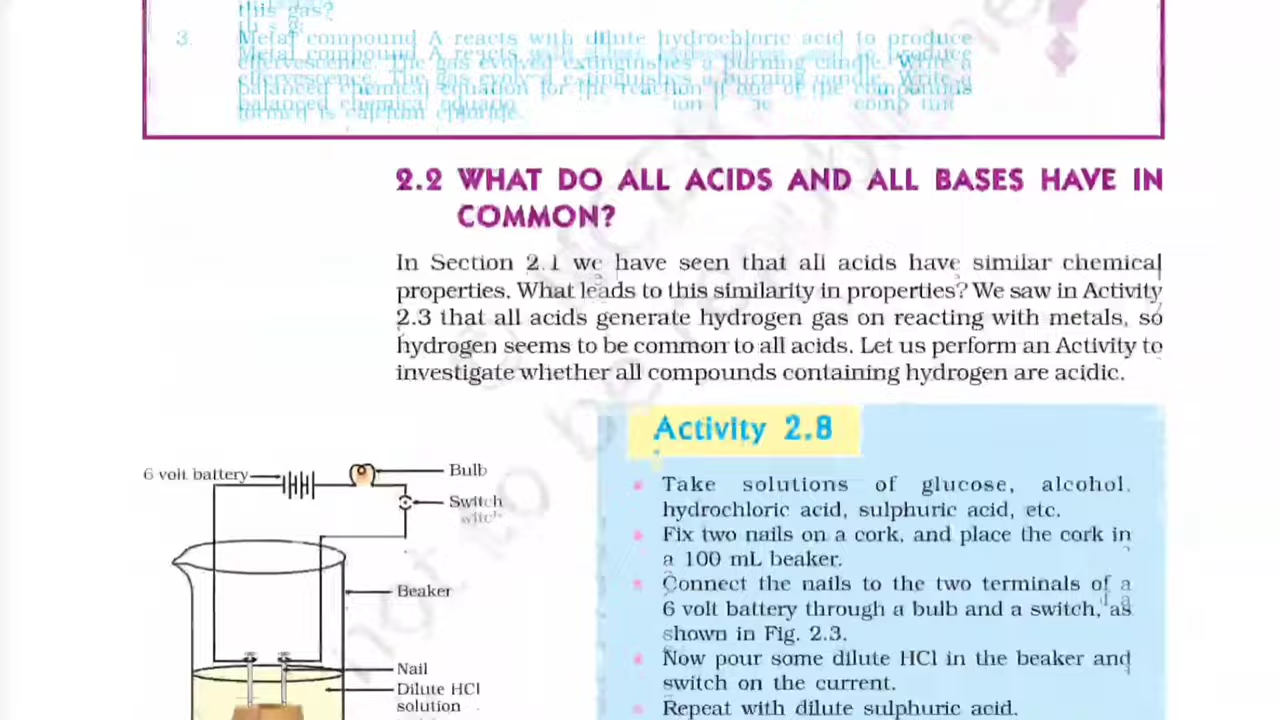 this gas?
3. Metal compound A reacts with dilute hydrochloric acid to produce
effervescence. The gas evolved extinguishes a burning candle. Write a
balanced chemical equation for the reaction if one of the compounds
formed is calcium chloride.
2.2 WHAT DO ALL ACIDS AND ALL BASES HAVE IN
COMMON?
In Section 2.1 we have seen that all acids have similar chemical
properties. What leads to this similarity in properties? We saw in Activity
2.3 that all acids generate hydrogen gas on reacting with metals, so
hydrogen seems to be common to all acids. Let us perform an Activity to
investigate whether all compounds containing hydrogen are acidic.
6 volt battery
Bulb
Switch
Beaker
Nail
Dilute HCl
solution
Activity 2.8
Take solutions of glucose, alcohol,
hydrochloric acid, sulphuric acid, etc.
Fix two nails on a cork, and place the cork in
a 100 mL beaker.
Connect the nails to the two terminals of a
6 volt battery through a bulb and a switch, as
shown in Fig. 2.3.
Now pour some dilute HCl in the beaker and
switch on the current.
Repeat with dilute sulphuric acid.
not to be republished